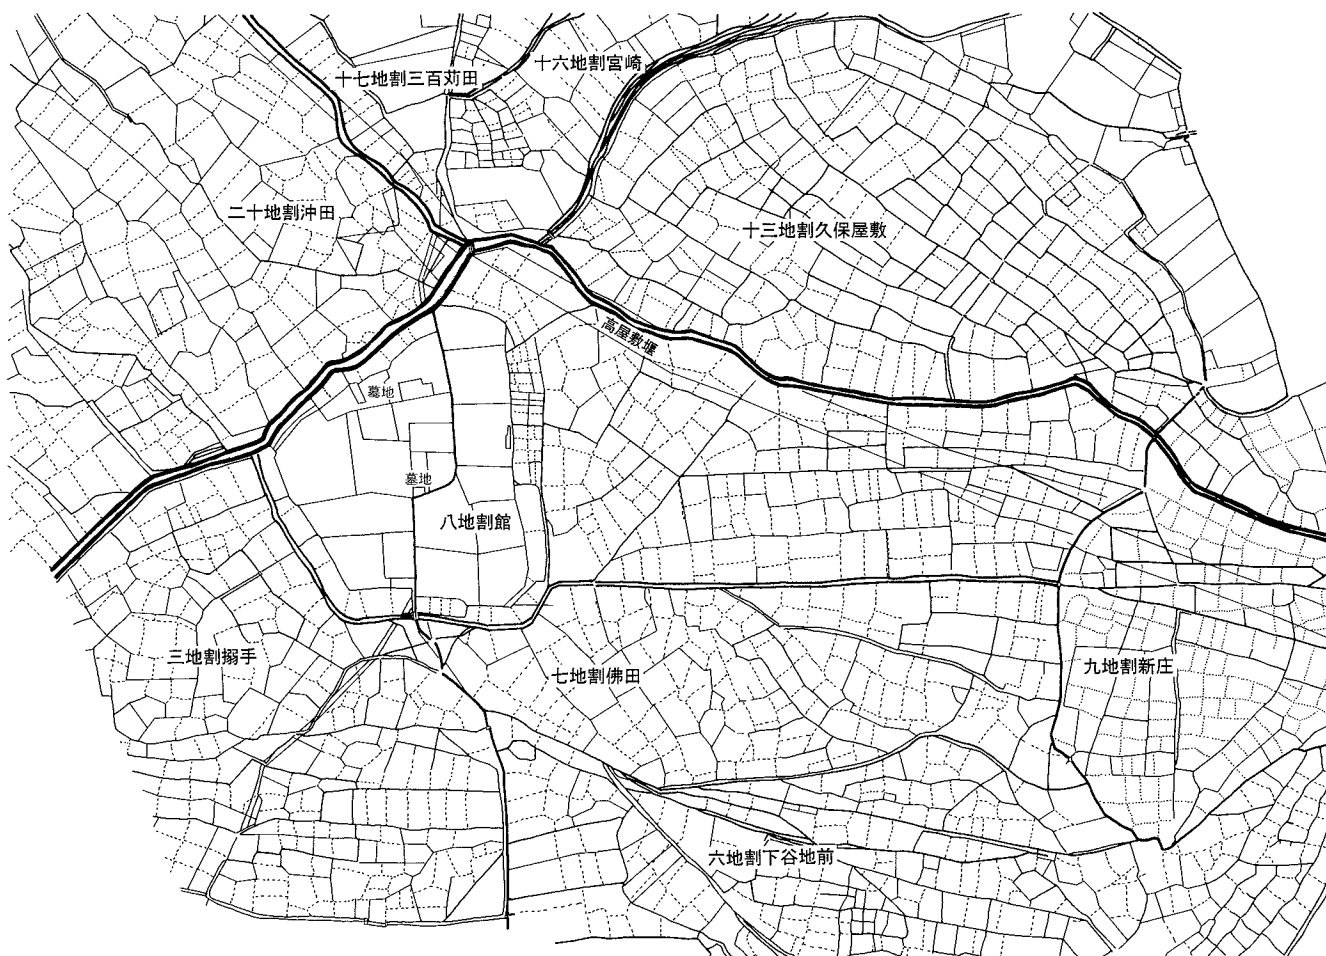 十六地割宮崎
十七地割三百苅田
二十地割沖田
十三地割久保屋敷
高屋敷堰
墓地
墓地
八地割館
三地割搦手
七地割佛田
九地割新庄
六地割下谷地前